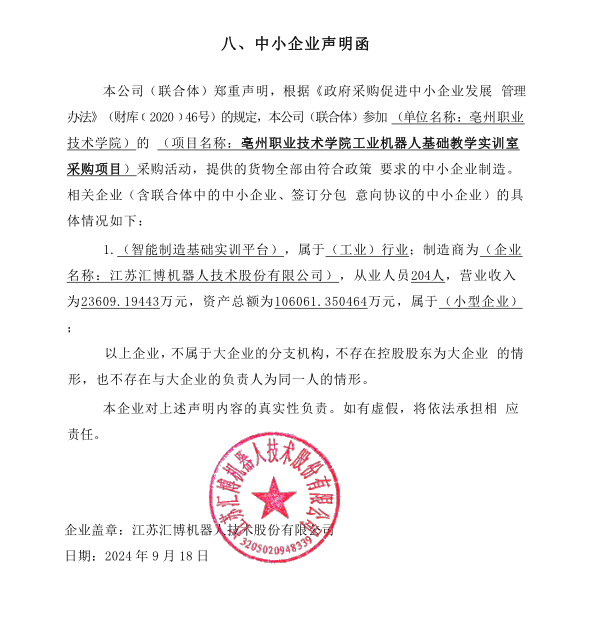 八、中小企业声明函
本公司（联合体）郑重声明，根据《政府采购促进中小企业发展 管理
办法》（财库﹝2020﹞46号）的规定，本公司（联合体）参加 （单位名称：亳州职业
技术学院）的 （项目名称：亳州职业技术学院工业机器人基础教学实训室
采购项目）采购活动，提供的货物全部由符合政策 要求的中小企业制造。
相关企业（含联合体中的中小企业、签订分包 意向协议的中小企业）的具
体情况如下：
1.（智能制造基础实训平台），属于（工业）行业；制造商为（企业
名称：江苏汇博机器人技术股份有限公司），从业人员204人，营业收入
为23609.19443万元，资产总额为106061.350464万元，属于（小型企业）
；
以上企业，不属于大企业的分支机构，不存在控股股东为大企业 的情
形，也不存在与大企业的负责人为同一人的情形。
本企业对上述声明内容的真实性负责。如有虚假，将依法承担相 应
责任。
江苏汇博机器人技术股份有限公司
3205020948339
企业盖章：江苏汇博机器人技术股份有限公司
日期：2024 年 9 月 18 日